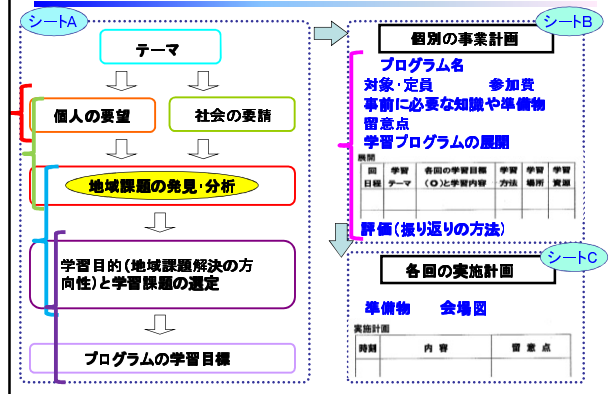 シートA
テーマ
個人の要望
社会の要請
地域課題の発見・分析
学習目的(地域課題解決の方
向性)と学習課題の選定
プログラムの学習目標
シートB
個別の事業計画
プログラム名
対象・定員 参加費
事前に必要な知識や準備物
留意点
学習プログラムの展開
展開
回 学習 各回の学習目標 学習 学習 学習
日程 テーマ (○)と学習内容 方法 場所 資源
評価(振り返りの方法)
シートC
各回の実施計画
準備物 会場図
実施計画
時刻 内容 留意点